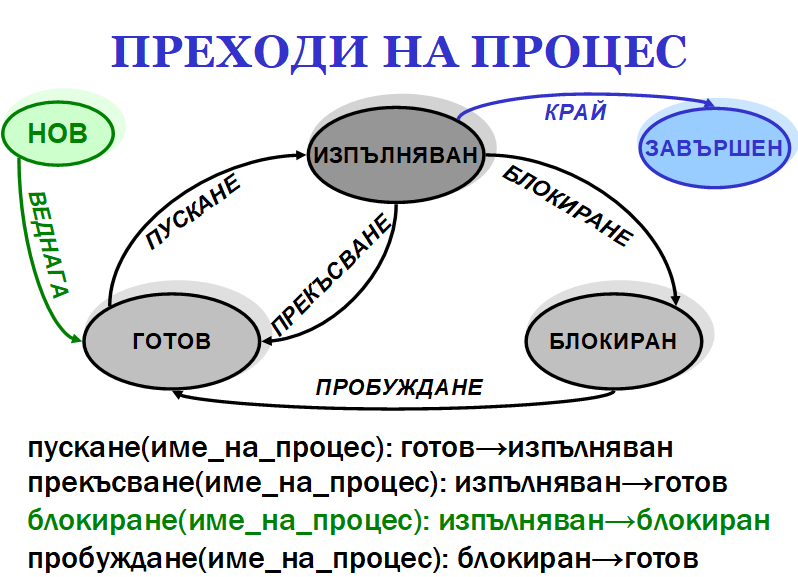 ПРЕХОДИ НА ПРОЦЕС
НОВ
ИЗПЪЛНЯВАН
КРАЙ
ЗАВЪРШЕН
ВЕДНАГА
ПУСКАНЕ
ПРЕКЪСВАНЕ
БЛОКИРАНЕ
ГОТОВ
БЛОКИРАН
ПРОБУЖДАНЕ
пускане(име_на_процес): готов→изпълняван
прекъсване(име_на_процес): изпълняван→готов
блокиране(име_на_процес): изпълняван→блокиран
пробуждане(име_на_процес): блокиран→готов